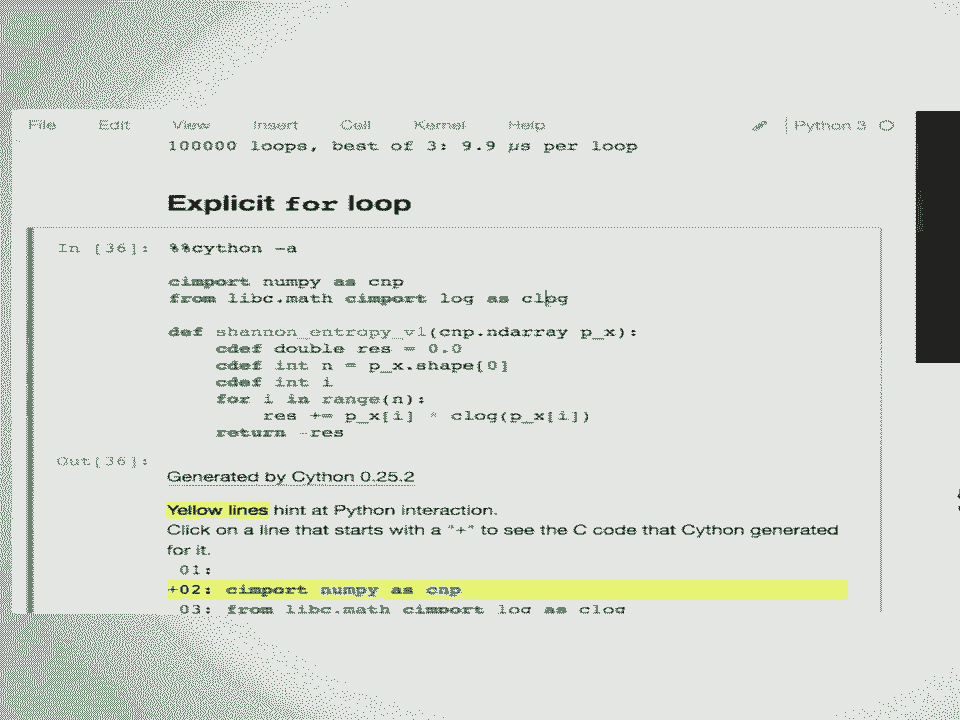 File Edit View Insert Cell Kernel Help Python 3
100000 loops, best of 3: 9.9 µs per loop
Explicit for loop
In [36]: %%cython -a
cimport numpy as cnp
from libc.math cimport log as clog
def shannon_entropy_v1(cnp.ndarray p_x):
cdef double res = 0.0
cdef int n = p_x.shape[0]
cdef int i
for i in range(n):
res += p_x[i] * clog(p_x[i])
return -res
Out[36]:
Generated by Cython 0.25.2
Yellow lines hint at Python interaction.
Click on a line that starts with a "+" to see the C code that Cython generated
for it.
01:
+02: cimport numpy as cnp
03: from libc.math cimport log as clog